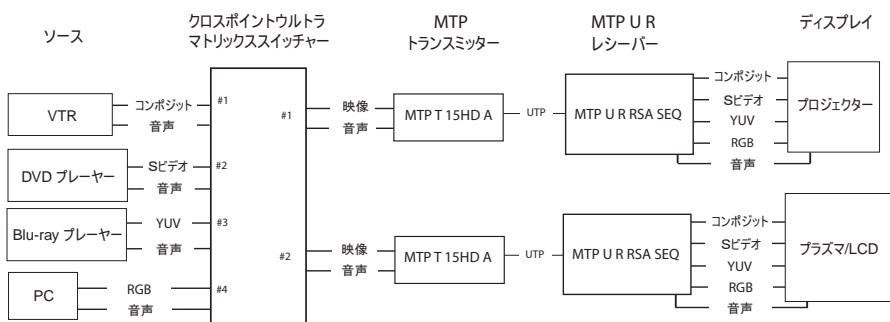 ソース
クロスポイントウルトラ
マトリックススイッチャー
MTP
トランスミッター
MTP U R
レシーバー
ディスプレイ
VTR
コンポジット
音声
#1
DVD プレーヤー
Sビデオ
音声
#2
Blu-ray プレーヤー
YUV
音声
#3
PC
RGB
音声
#4
#1
映像
音声
MTP T 15HD A
UTP
MTP U R RSA SEQ
コンポジット
Sビデオ
YUV
RGB
音声
プロジェクター
#2
映像
音声
MTP T 15HD A
UTP
MTP U R RSA SEQ
コンポジット
Sビデオ
YUV
RGB
音声
プラズマ/LCD